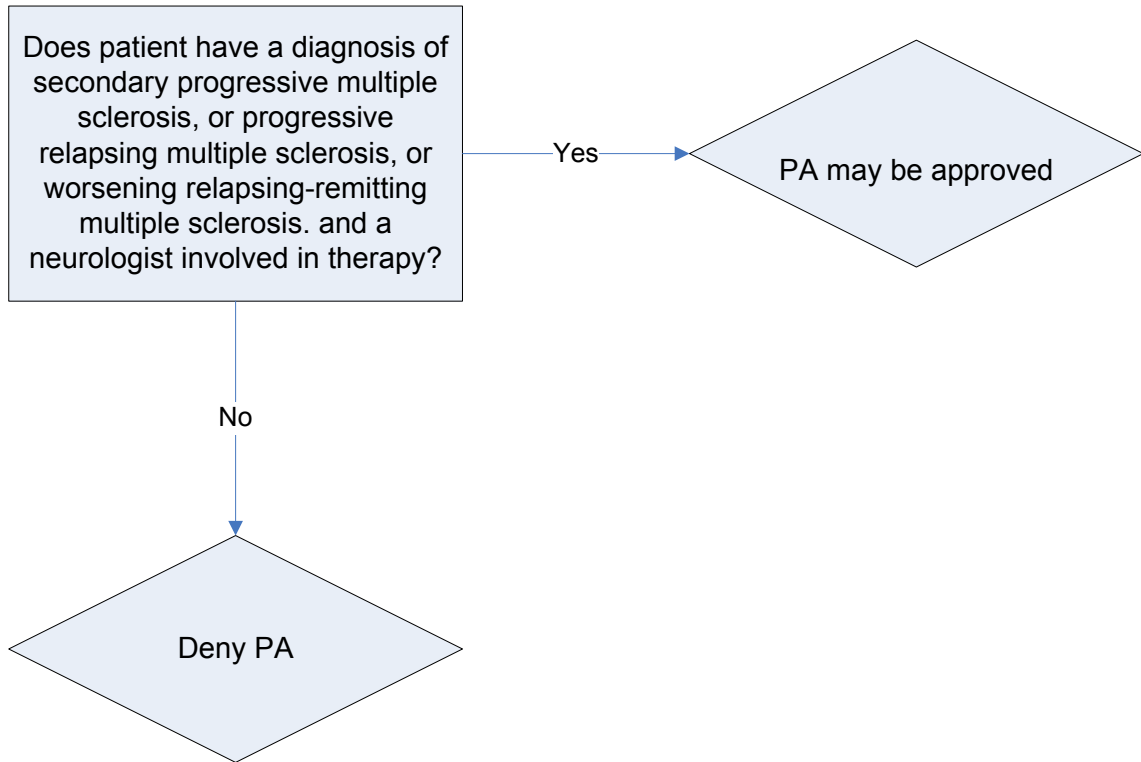 Does patient have a diagnosis of
secondary progressive multiple
sclerosis, or progressive
relapsing multiple sclerosis, or
worsening relapsing-remitting
multiple sclerosis. and a
neurologist involved in therapy?
Yes
PA may be approved
No
Deny PA